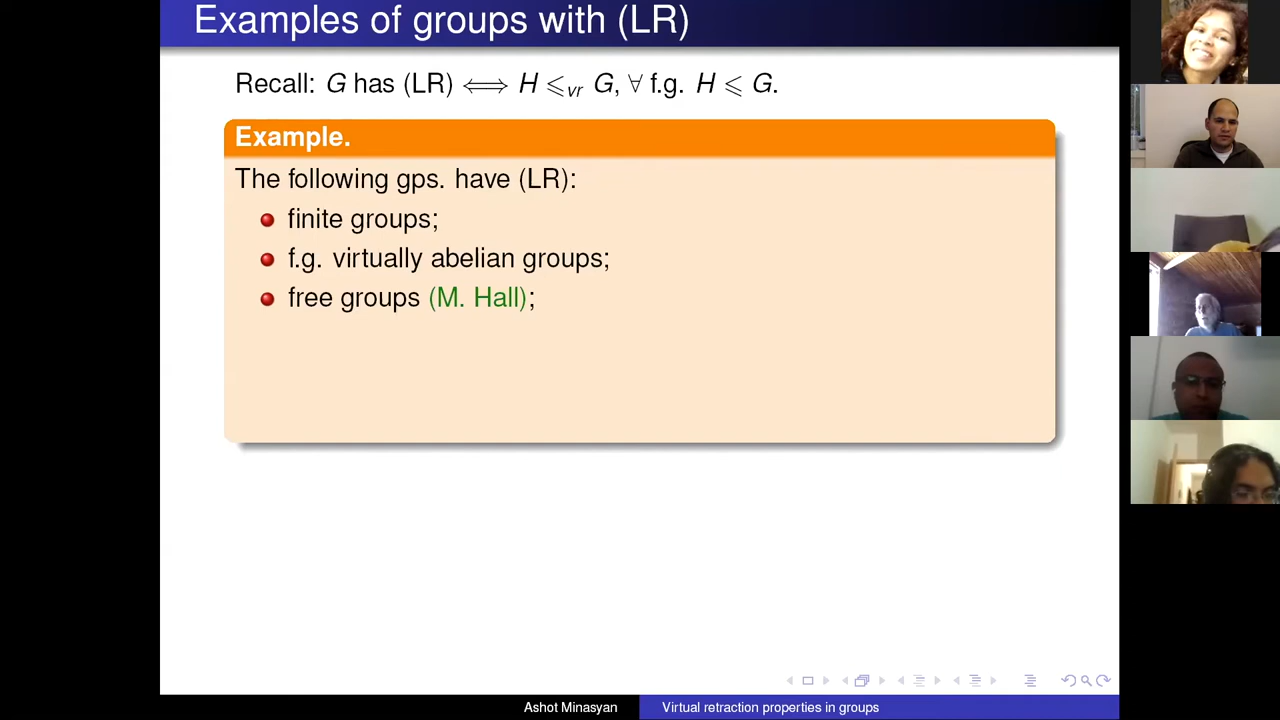 Examples of groups with (LR)
Recall: G has (LR) ⟺ H ⩽vr G, ∀ f.g. H ⩽ G.
Example.
The following gps. have (LR):
finite groups;
f.g. virtually abelian groups;
free groups (M. Hall);
Ashot Minasyan
Virtual retraction properties in groups